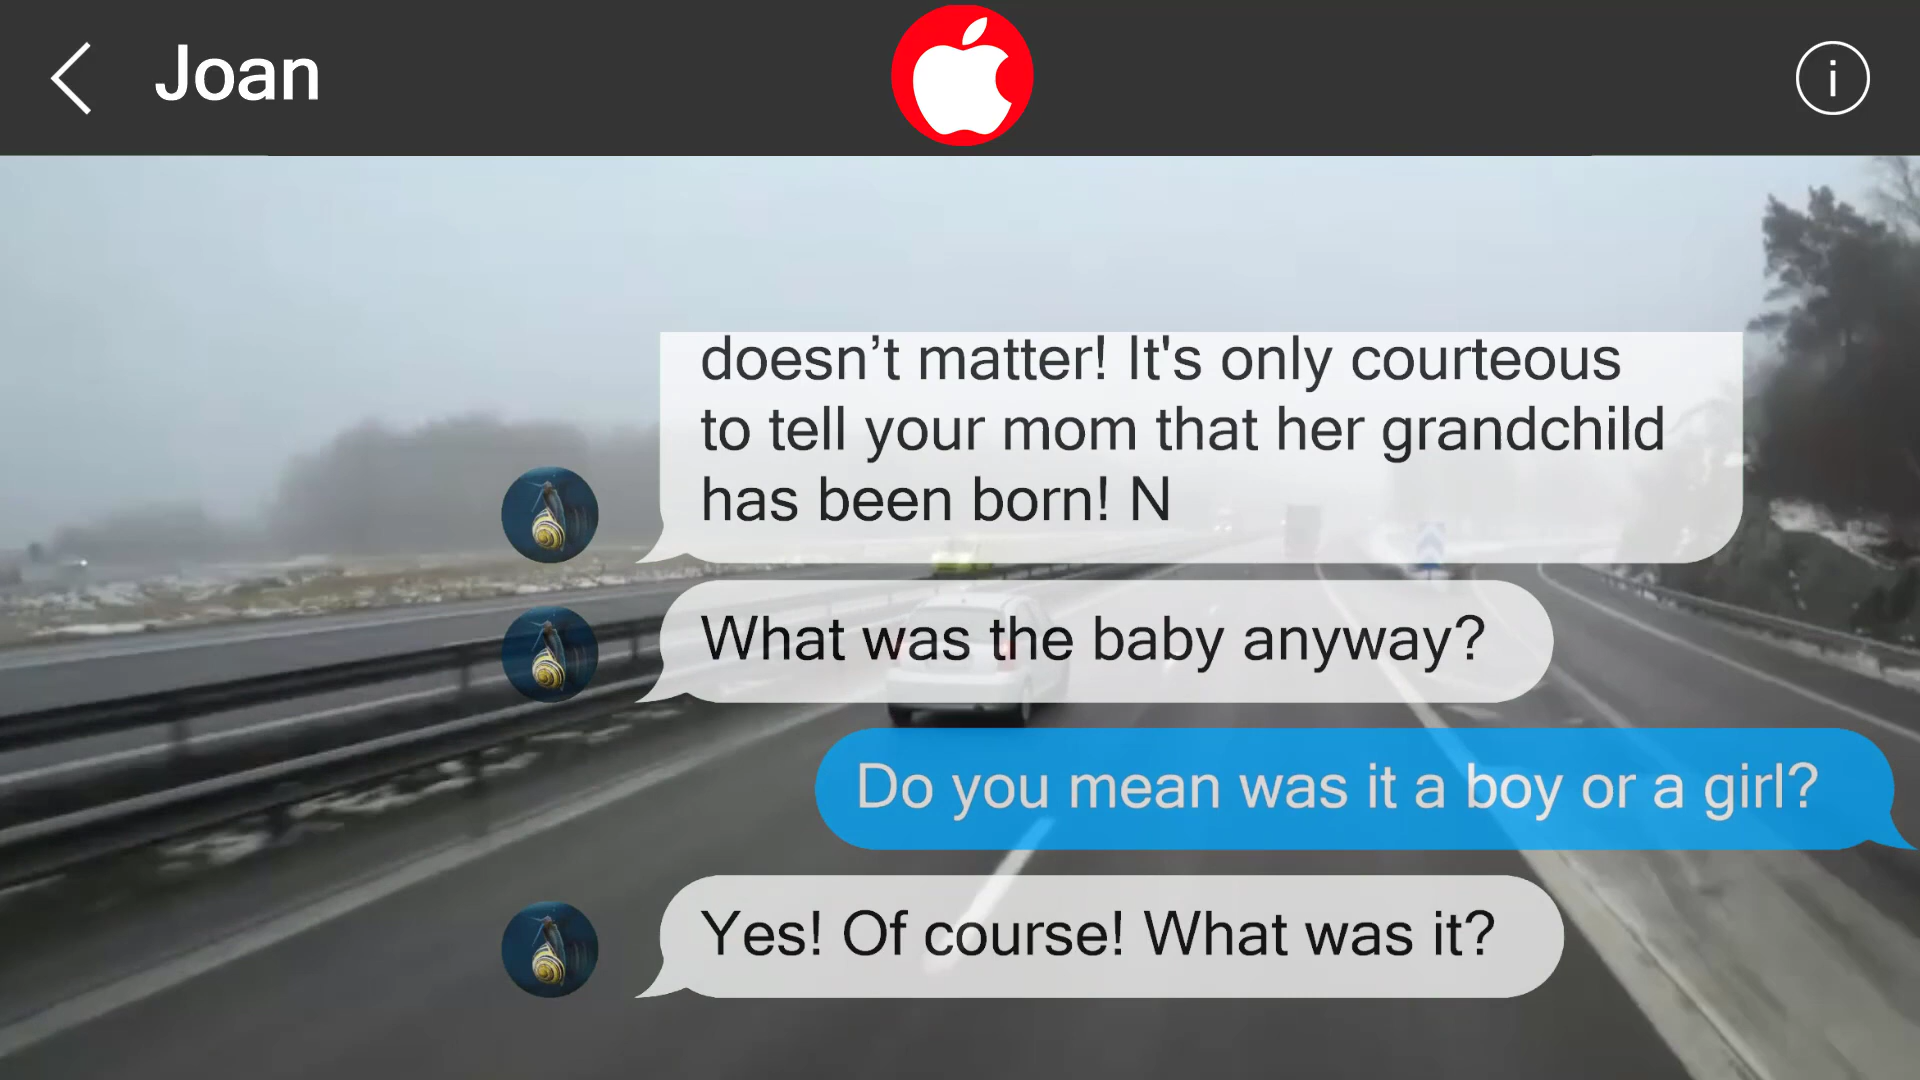 Joan
i
doesn’t matter! It's only courteous
to tell your mom that her grandchild
has been born! N
What was the baby anyway?
Do you mean was it a boy or a girl?
Yes! Of course! What was it?